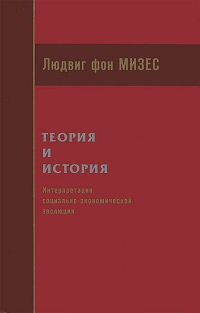 Людвиг фон МИЗЕС
ТЕОРИЯ
И
ИСТОРИЯ
Интерпретация
социально-экономической
эволюции